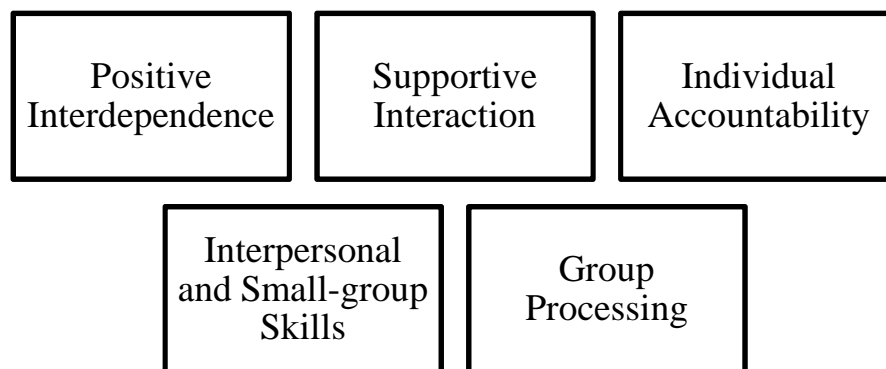 Positive
Interdependence
Supportive
Interaction
Individual
Accountability
Interpersonal
and Small-group
Skills
Group
Processing